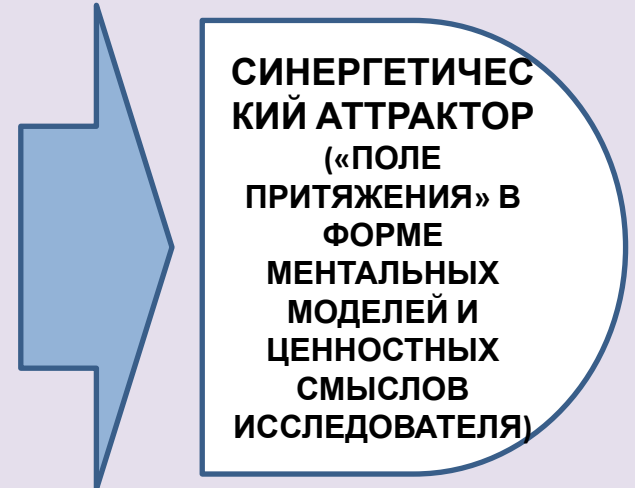 СИНЕРГЕТИЧЕС
КИЙ АТТРАКТОР
(«ПОЛЕ
ПРИТЯЖЕНИЯ» В
ФОРМЕ
МЕНТАЛЬНЫХ
МОДЕЛЕЙ И
ЦЕННОСТНЫХ
СМЫСЛОВ
ИССЛЕДОВАТЕЛЯ)